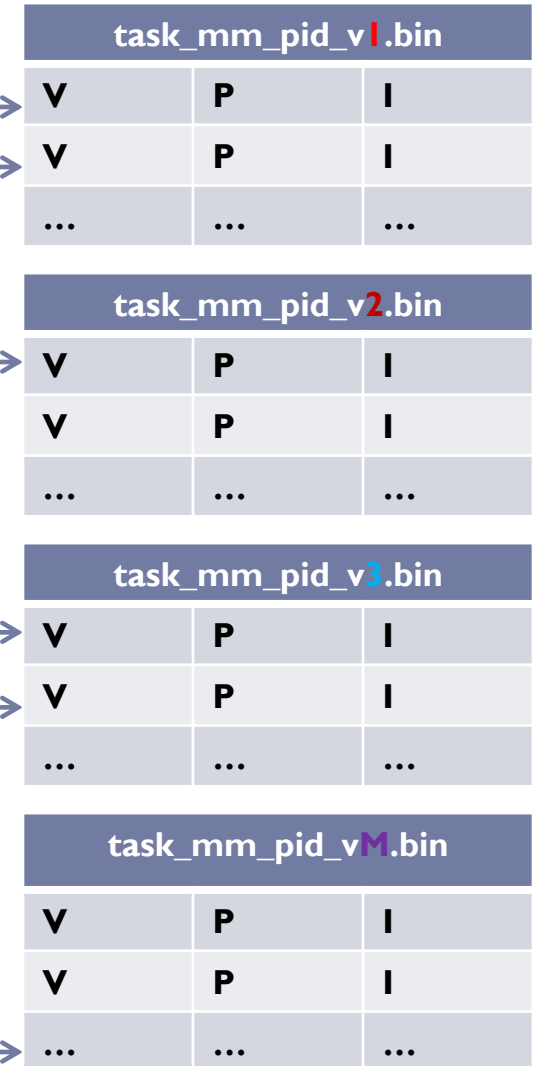 task_mm_pid_v1.bin
V P I
V P I
... ... ...
task_mm_pid_v2.bin
V P I
V P I
... ... ...
task_mm_pid_v3.bin
V P I
V P I
... ... ...
task_mm_pid_vM.bin
V P I
V P I
... ... ...